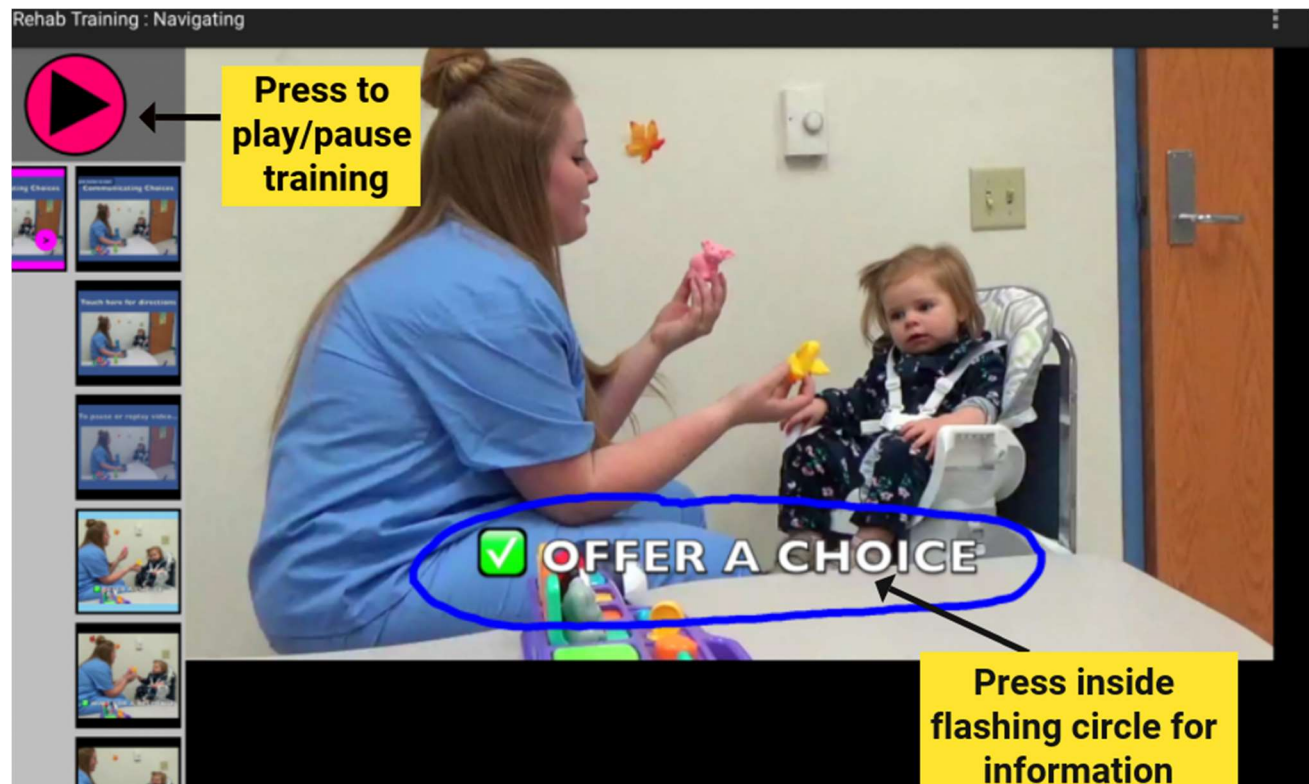 Rehab Training : Navigating
Press to
play/pause
training
Communicating Choices
Touch here for directions
To pause or replay video...
OFFER A CHOICE
Press inside
flashing circle for
information